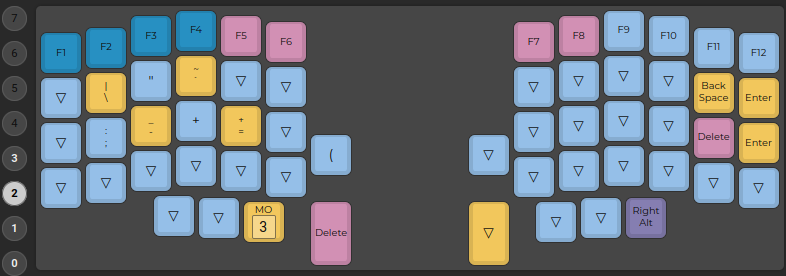 7
6
5
4
3
2
1
0
F1
F2
F3
F4
F5
F6
F7
F8
F9
F10
F11
F12
▽
|
\
"
~
`
▽
▽
▽
▽
▽
▽
Back
Space
Enter
▽
:
;
_
-
+
+
=
▽
▽
▽
▽
▽
Delete
Enter
▽
▽
▽
▽
▽
▽
(
▽
▽
▽
▽
▽
▽
▽
▽
▽
MO
3
Delete
▽
▽
▽
Right
Alt